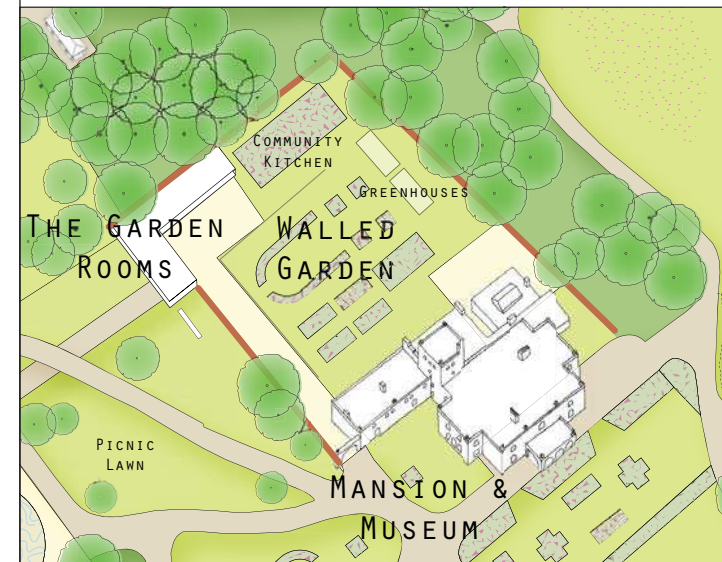 Community
Kitchen
Greenhouses
The Garden
Rooms
Walled
Garden
Picnic
Lawn
Mansion &
Museum